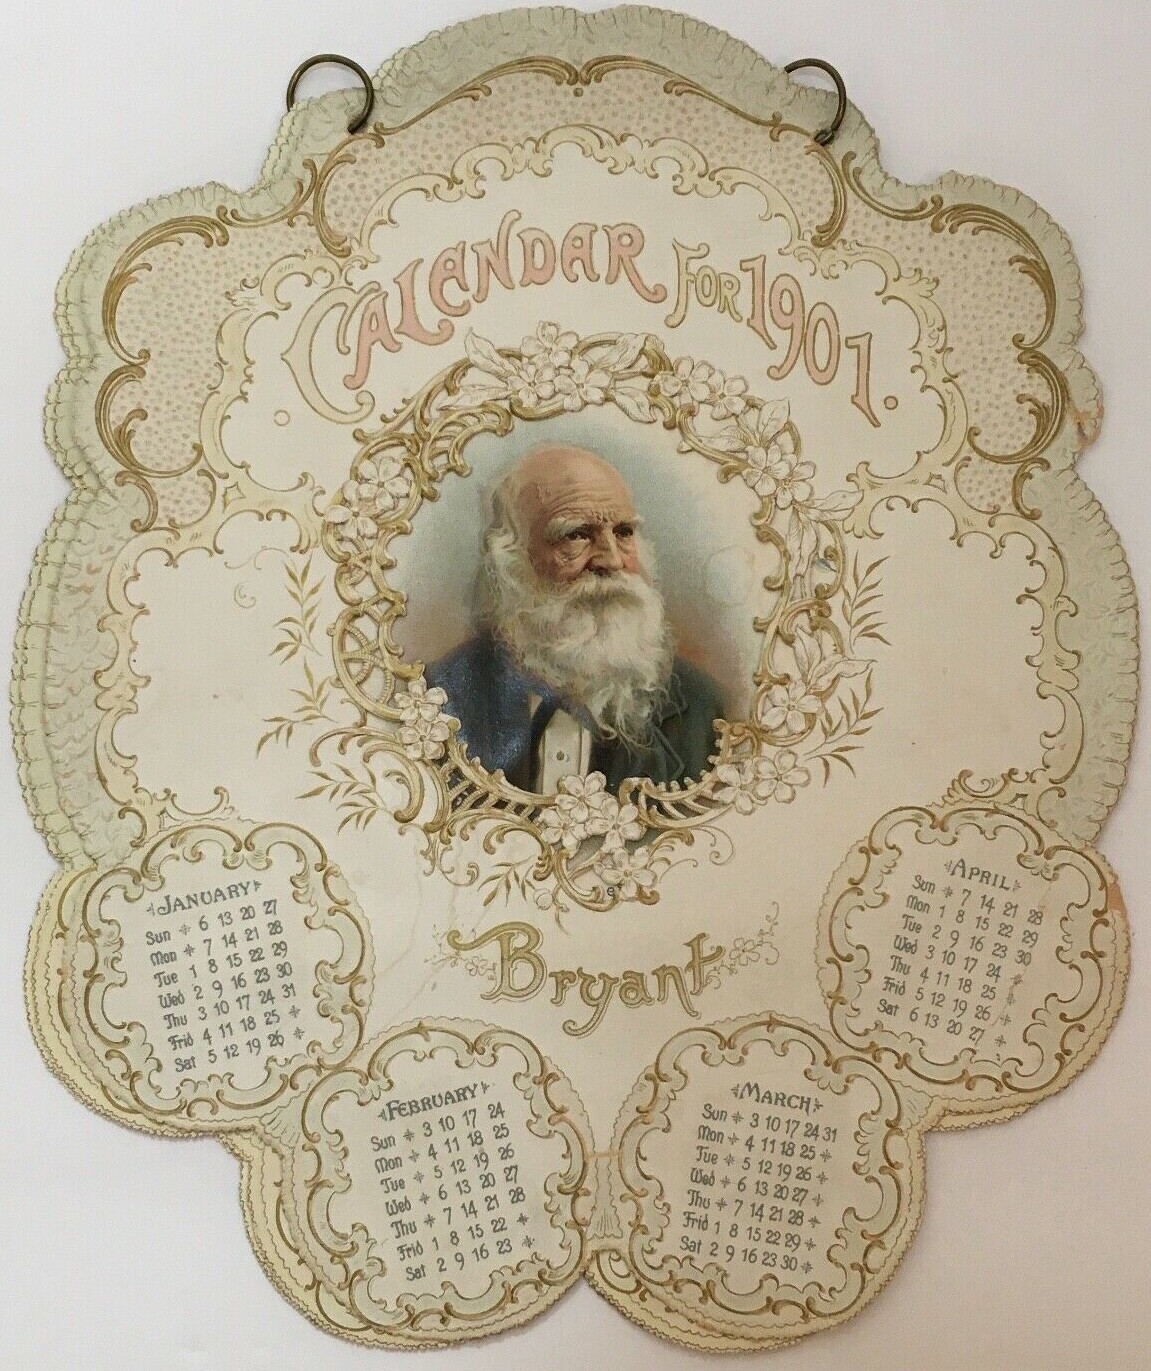 CALENDAR FOR 1901.
Bryant
JANUARY
Sun * 6 13 20 27
Mon * 7 14 21 28
Tue 1 8 15 22 29
Wed 2 9 16 23 30
Thu 3 10 17 24 31
Frid 4 11 18 25 *
Sat 5 12 19 26 *
FEBRUARY
Sun * 3 10 17 24
Mon * 4 11 18 25
Tue * 5 12 19 26
Wed * 6 13 20 27
Thu * 7 14 21 28
Frid 1 8 15 22 *
Sat 2 9 16 23 *
MARCH
Sun * 3 10 17 24 31
Mon * 4 11 18 25 *
Tue * 5 12 19 26 *
Wed * 6 13 20 27 *
Thu * 7 14 21 28 *
Frid 1 8 15 22 29 *
Sat 2 9 16 23 30 *
APRIL
Sun * 7 14 21 28
Mon 1 8 15 22 29
Tue 2 9 16 23 30
Wed 3 10 17 24 *
Thu 4 11 18 25 *
Frid 5 12 19 26 *
Sat 6 13 20 27 *